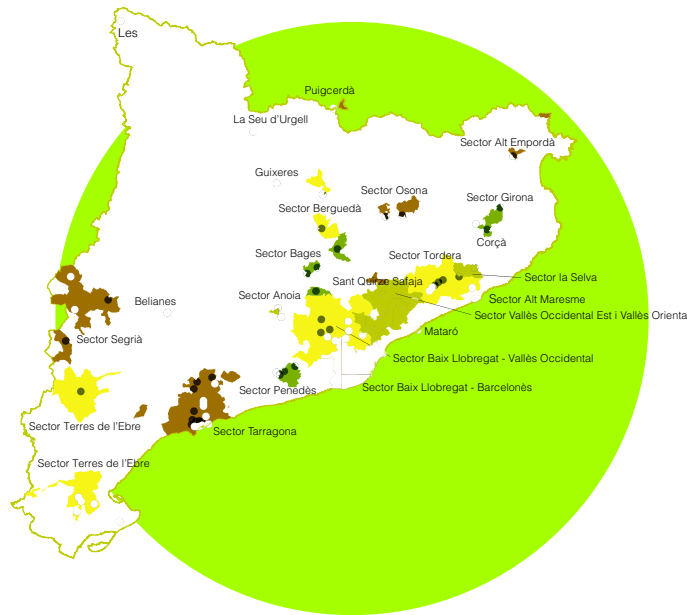 Les
Puigcerdà
La Seu d'Urgell
Sector Alt Empordà
Guixeres
Sector Osona
Sector Girona
Sector Berguedà
Corçà
Sector Bages
Sector Tordera
Sant Quirze Safaja
Sector la Selva
Sector Anoia
Belianes
Sector Alt Maresme
Sector Vallès Occidental Est i Vallès Orienta
Mataró
Sector Segrià
Sector Baix Llobregat - Vallès Occidental
Sector Penedès
Sector Baix Llobregat - Barcelonès
Sector Terres de l'Ebre
Sector Tarragona
Sector Terres de l'Ebre